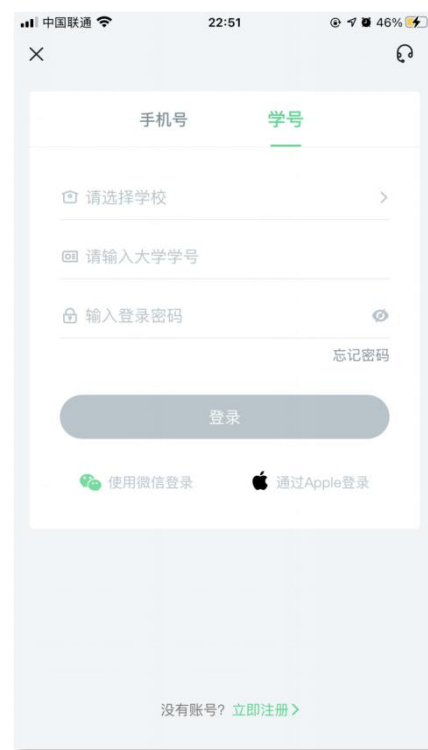 中国联通 22:51 46%
手机号 学号
请选择学校
请输入大学学号
输入登录密码
忘记密码
登录
使用微信登录 通过Apple登录
没有账号? 立即注册